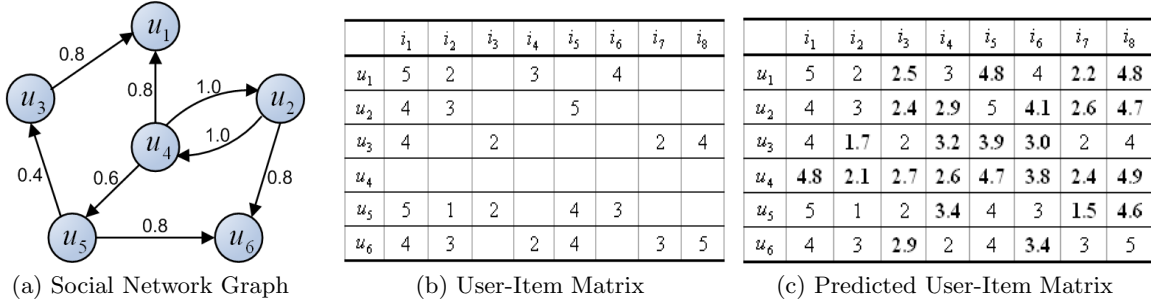 u1
u3
u2
u4
u5
u6
0.8
0.8
1.0
1.0
0.6
0.4
0.8
0.8
(a) Social Network Graph
i1 i2 i3 i4 i5 i6 i7 i8
u1 5 2 3 4
u2 4 3 5
u3 4 2 2 4
u4
u5 5 1 2 4 3
u6 4 3 2 4 3 5
(b) User-Item Matrix
i1 i2 i3 i4 i5 i6 i7 i8
u1 5 2 2.5 3 4.8 4 2.2 4.8
u2 4 3 2.4 2.9 5 4.1 2.6 4.7
u3 4 1.7 2 3.2 3.9 3.0 2 4
u4 4.8 2.1 2.7 2.6 4.7 3.8 2.4 4.9
u5 5 1 2 3.4 4 3 1.5 4.6
u6 4 3 2.9 2 4 3.4 3 5
(c) Predicted User-Item Matrix